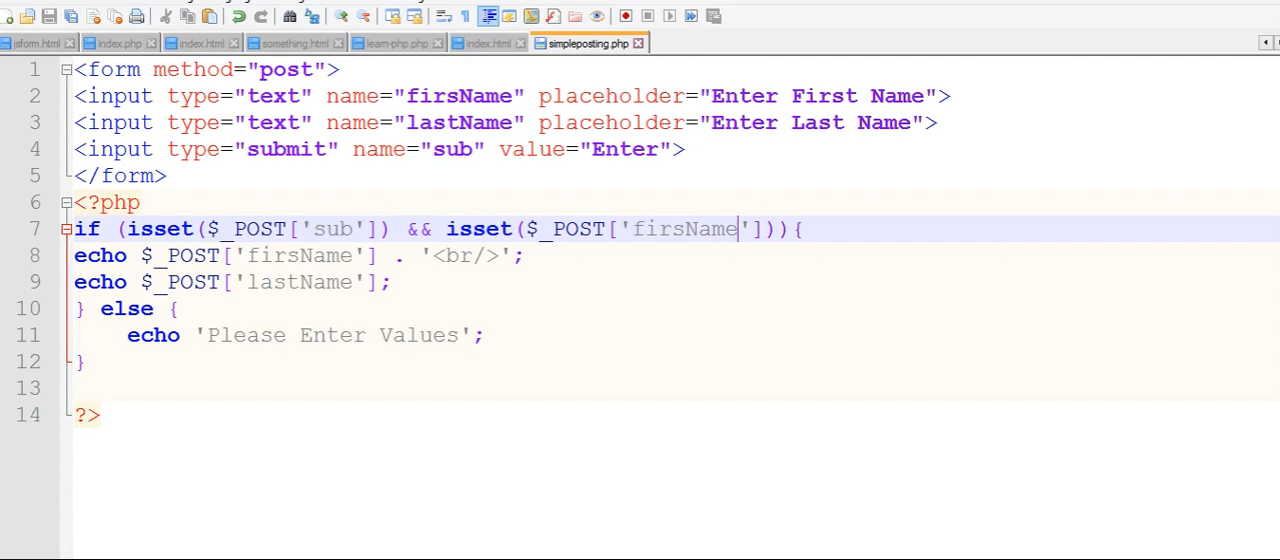 jsform.html index.php index.html something.html learn-php.php index.html simpleposting.php
1 <form method="post">
2 <input type="text" name="firsName" placeholder="Enter First Name">
3 <input type="text" name="lastName" placeholder="Enter Last Name">
4 <input type="submit" name="sub" value="Enter">
5 </form>
6 <?php
7 if (isset($_POST['sub']) && isset($_POST['firsName'])){
8 echo $_POST['firsName'] . '<br/>';
9 echo $_POST['lastName'];
10 } else {
11 echo 'Please Enter Values';
12 }
13
14 ?>